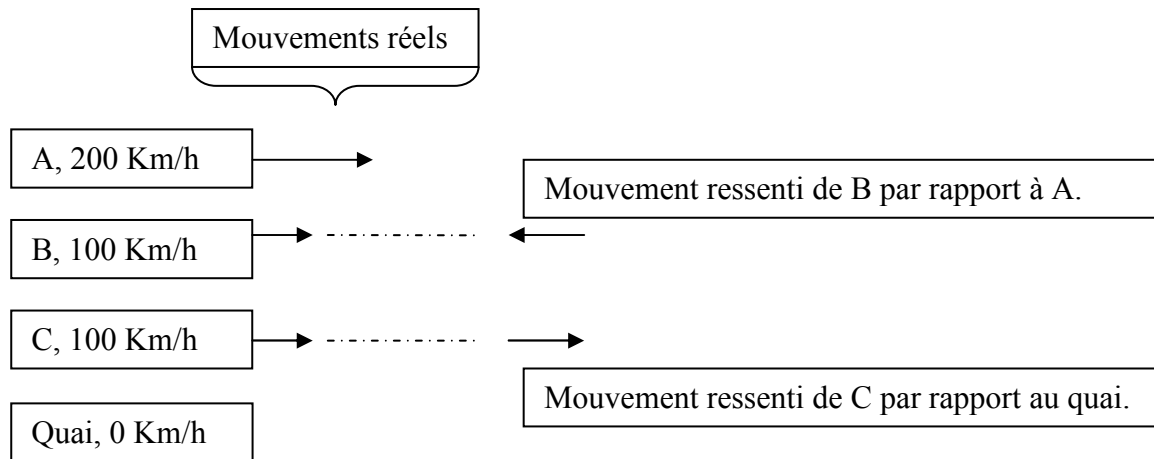 Mouvements réels
A, 200 Km/h
Mouvement ressenti de B par rapport à A.
B, 100 Km/h
C, 100 Km/h
Mouvement ressenti de C par rapport au quai.
Quai, 0 Km/h